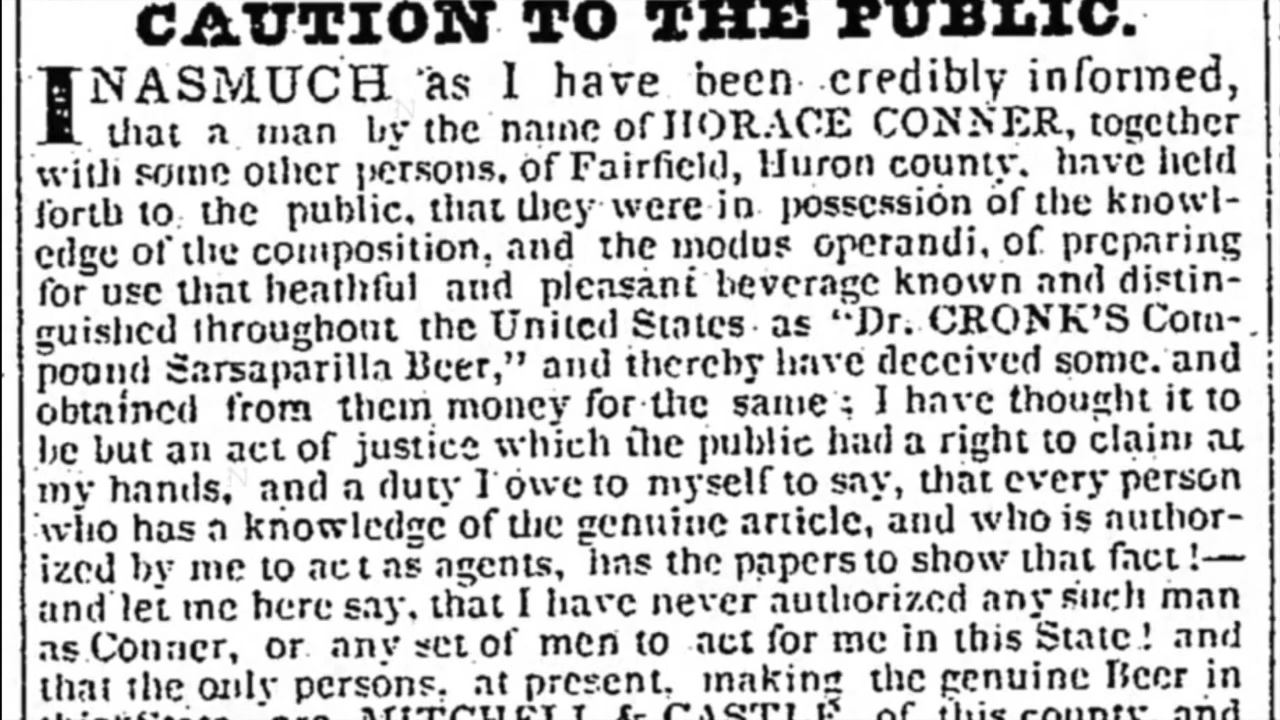 CAUTION TO THE PUBLIC.
INASMUCH as I have been credibly informed,
that a man by the name of HORACE CONNER, together
with some other persons, of Fairfield, Huron county, have held
forth to the public, that they were in possession of the knowl-
edge of the composition, and the modus operandi, of preparing
for use that heathful and pleasant beverage known and distin-
guished throughout the United States as "Dr. CRONK'S Com-
pound Sarsaparilla Beer," and thereby have deceived some, and
obtained from them money for the same; I have thought it to
be but an act of justice which the public had a right to claim at
my hands, and a duty I owe to myself to say, that every person
who has a knowledge of the genuine article, and who is author-
ized by me to act as agents, has the papers to show that fact!—
and let me here say, that I have never authorized any such man
as Conner, or any set of men to act for me in this State! and
that the only persons, at present, making the genuine Beer in
this State, are MITCHELL & CASTLE, of this county, and